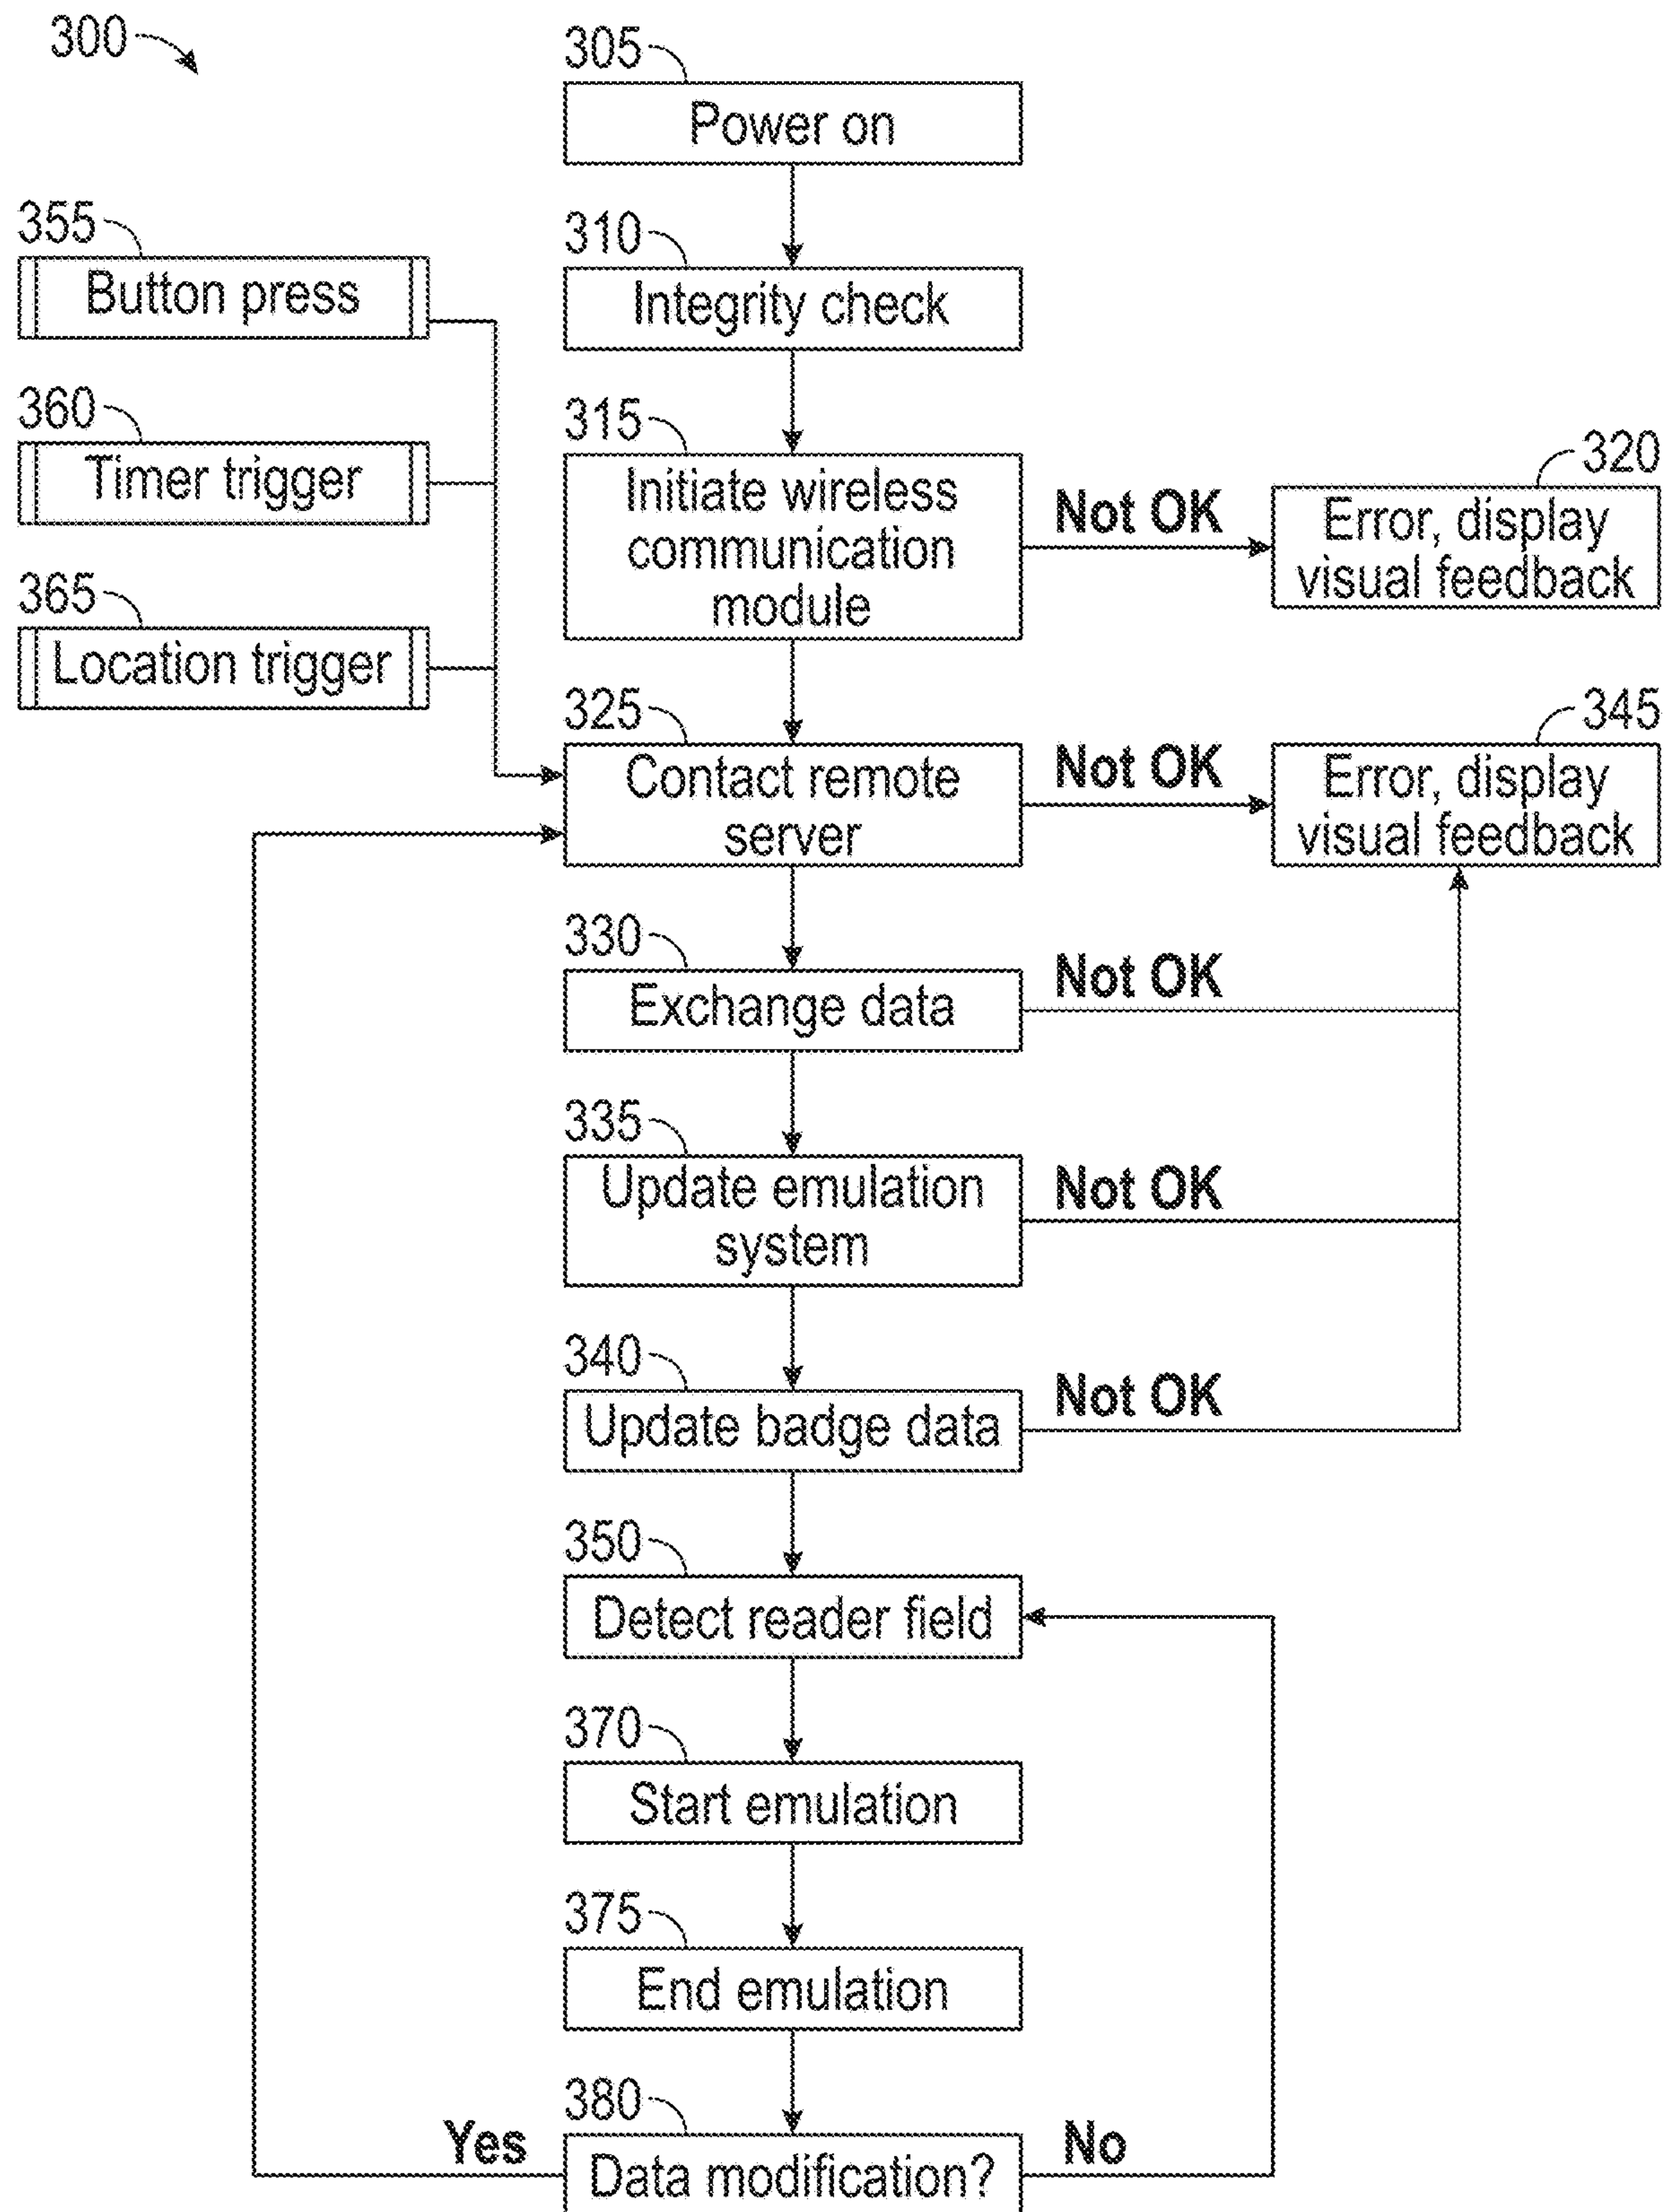 300
305
Power on
355
Button press
310
Integrity check
360
Timer trigger
315
Initiate wireless
communication
module
Not OK
320
Error, display
visual feedback
365
Location trigger
325
Contact remote
server
Not OK
345
Error, display
visual feedback
330
Exchange data
Not OK
335
Update emulation
system
Not OK
340
Update badge data
Not OK
350
Detect reader field
370
Start emulation
375
End emulation
380
Yes
Data modification?
No